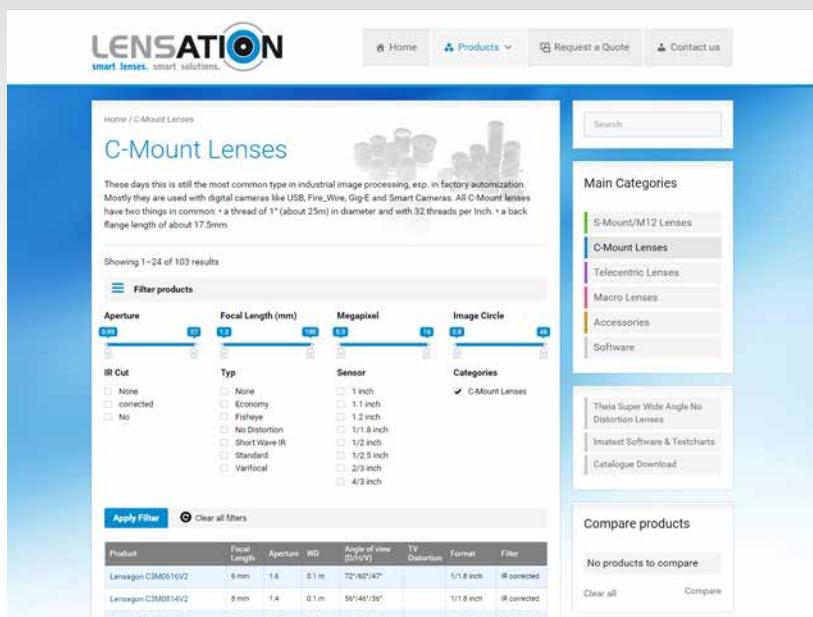 LENSATION
smart lenses. smart solutions.
Home
Products
Request a Quote
Contact us
Home / C-Mount Lenses
C-Mount Lenses
These days this is still the most common type in industrial image processing, esp. in factory automization.
Mostly they are used with digital cameras like USB, Fire_Wire, Gig-E and Smart Cameras. All C-Mount lenses
have two things in common: • a thread of 1" (about 25m) in diameter and with 32 threads per Inch. • a back
flange length of about 17.5mm
Showing 1–24 of 103 results
Filter products
Aperture
0.95 27
Focal Length (mm)
100
Megapixel
0.3 16
Image Circle
48
IR Cut
None
corrected
No
Typ
None
Economy
Fisheye
No Distortion
Short Wave IR
Standard
Varifocal
Sensor
1 inch
1.1 inch
1.2 inch
1/1.8 inch
1/2 inch
1/2.5 inch
2/3 inch
4/3 inch
Categories
C-Mount Lenses
Apply Filter
Clear all filters
Product Focal Length Aperture WD Angle of view (D/H/V) TV Distortion Format Filter
Lensagon C3M0616V2 6 mm 1.6 0.1 m 72°/60°/47° 1/1.8 inch IR corrected
Lensagon C3M0814V2 8 mm 1.4 0.1 m 56°/46°/36° 1/1.8 inch IR corrected
Search
Main Categories
S-Mount/M12 Lenses
C-Mount Lenses
Telecentric Lenses
Macro Lenses
Accessories
Software
Theia Super Wide Angle No
Distortion Lenses
Imatest Software & Testcharts
Catalogue Download
Compare products
No products to compare
Clear all
Compare